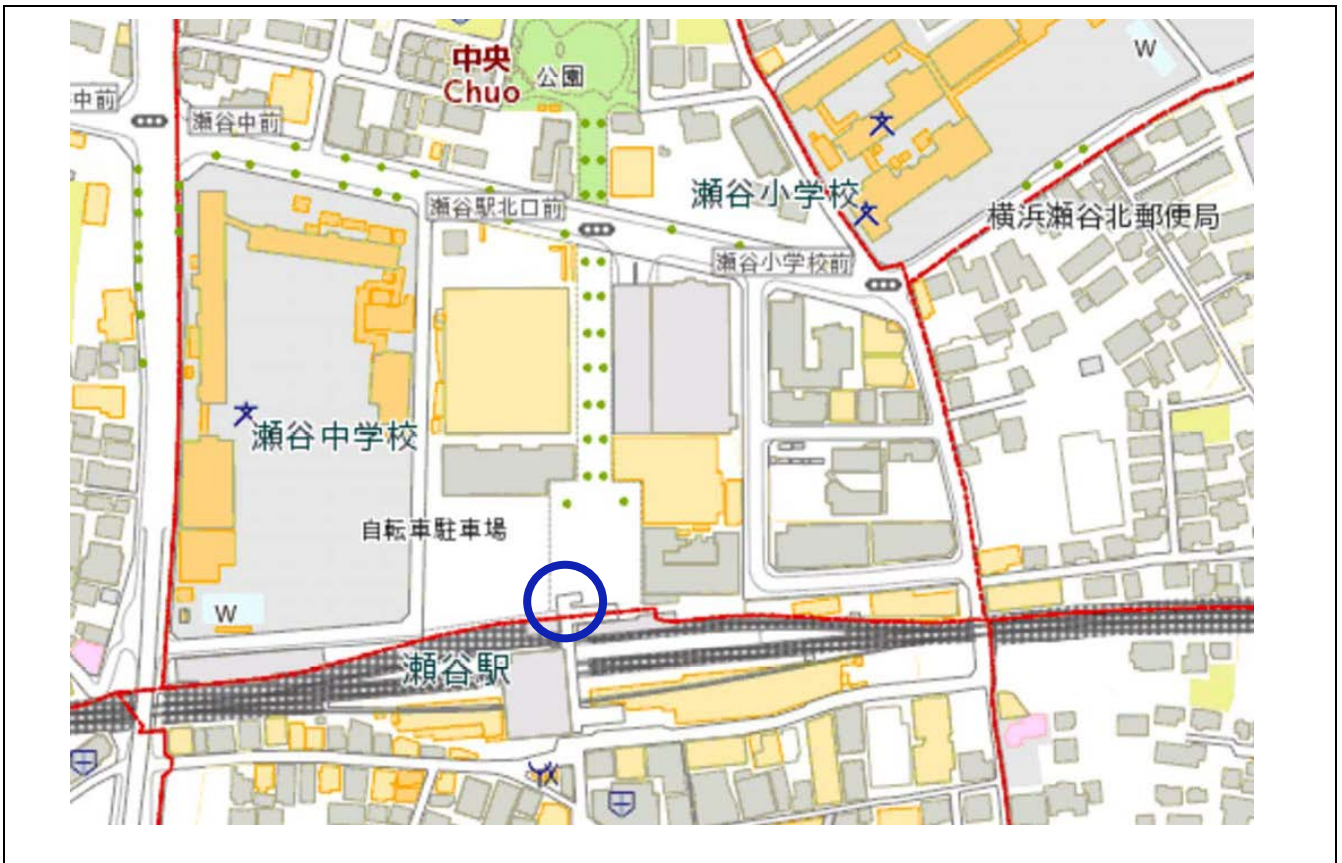 中央
Chuo
公園
W
中前
瀬谷中前
瀬谷小学校
瀬谷駅北口前
横浜瀬谷北郵便局
瀬谷小学校前
瀬谷中学校
自転車駐車場
W
瀬谷駅